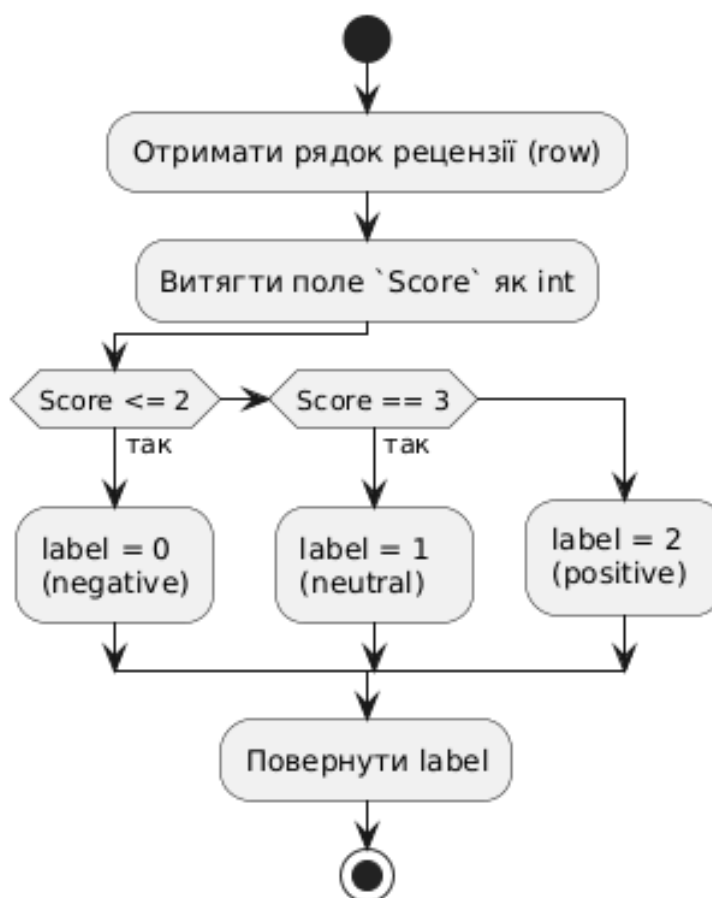 Отримати рядок рецензії (row)
Витягти поле `Score` як int
Score <= 2
Score == 3
так
так
label = 0
(negative)
label = 1
(neutral)
label = 2
(positive)
Повернути label